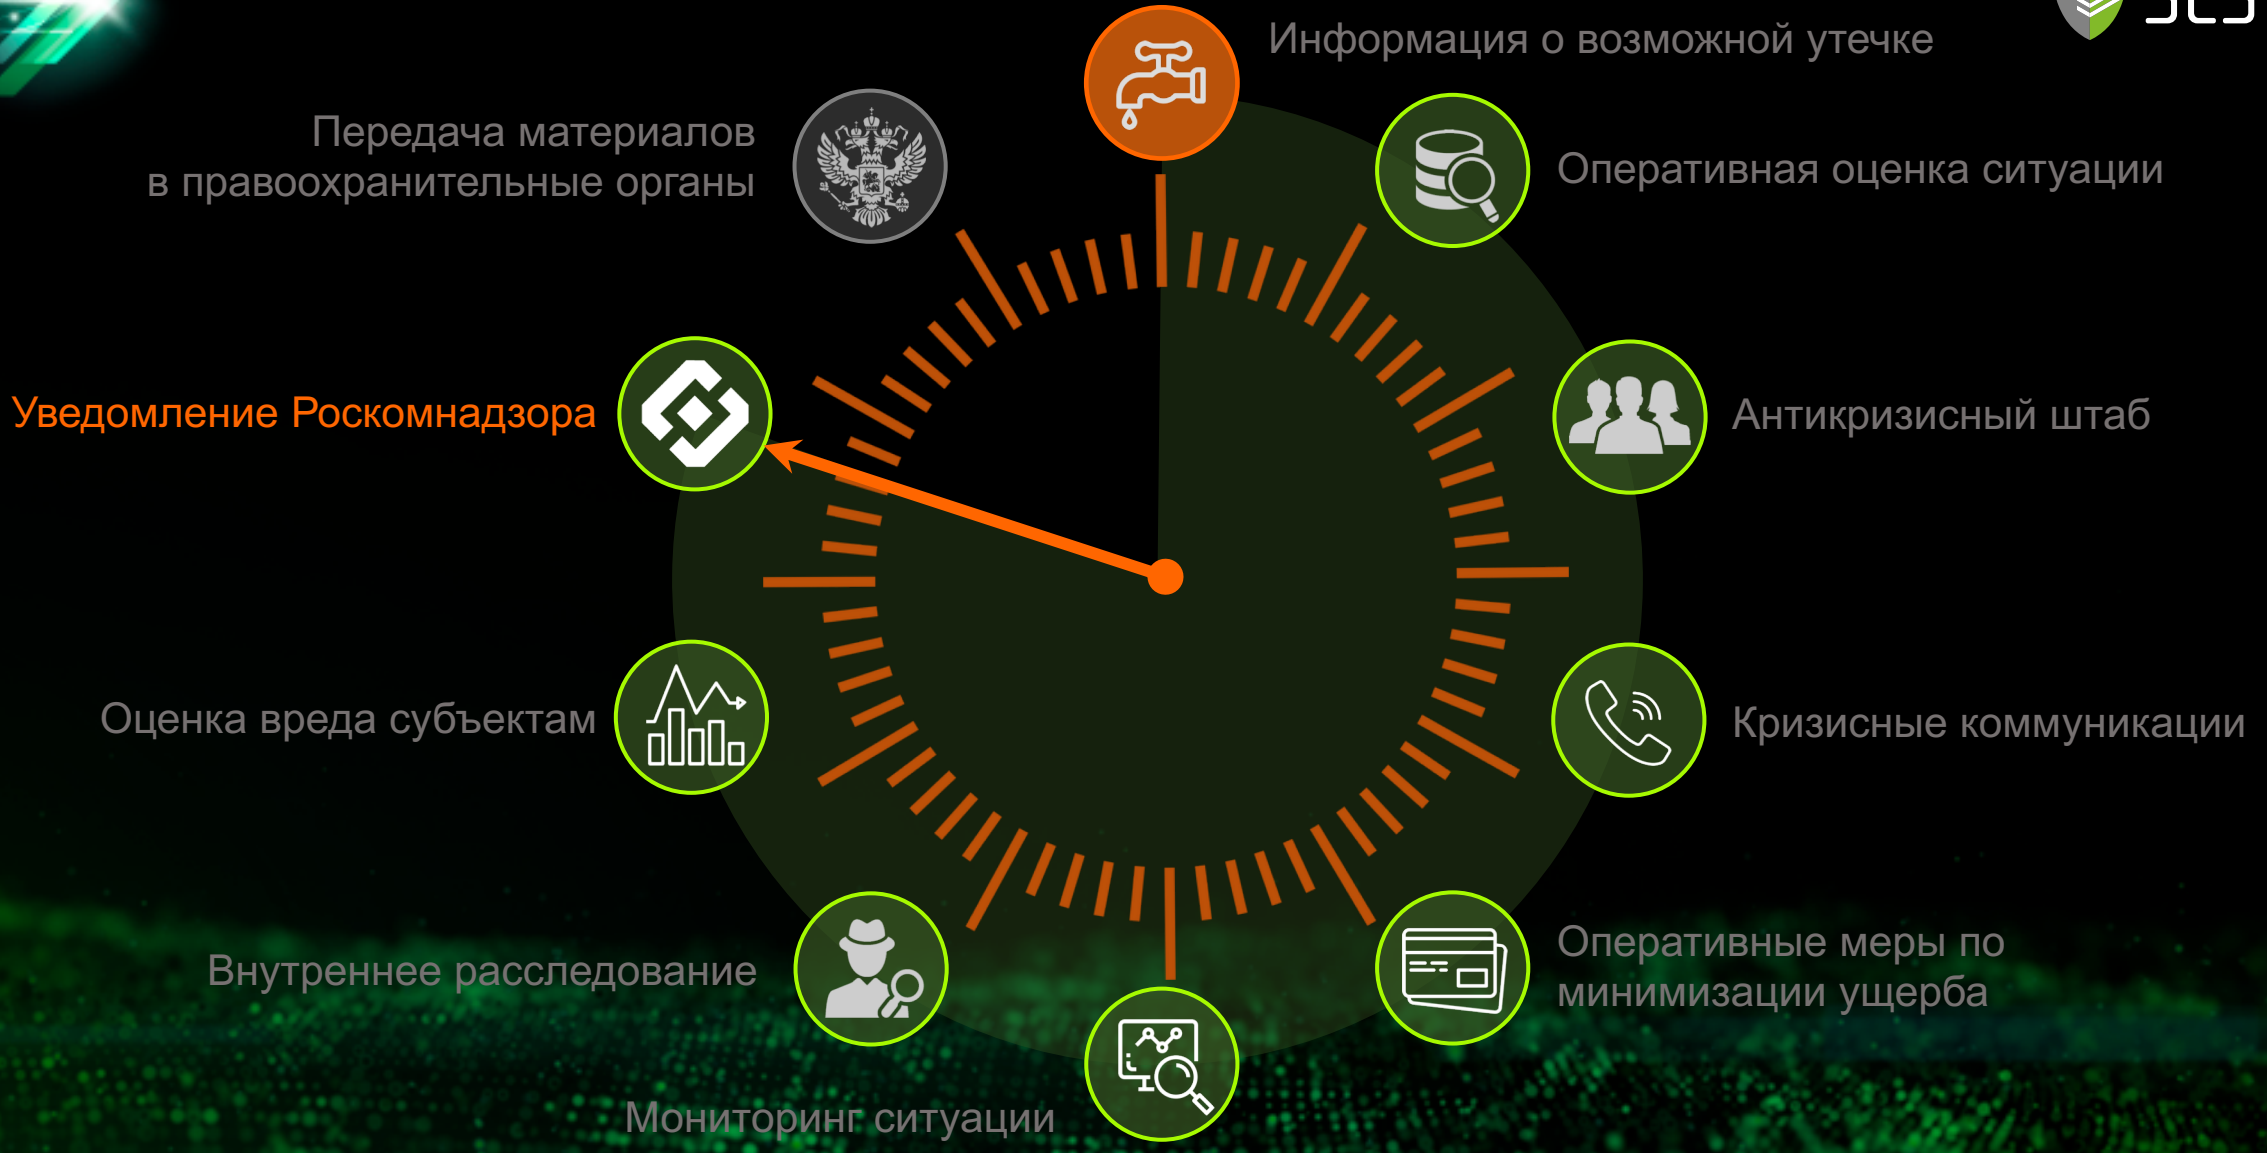 Информация о возможной утечке
Оперативная оценка ситуации
Антикризисный штаб
Кризисные коммуникации
Оперативные меры по
минимизации ущерба
Мониторинг ситуации
Внутреннее расследование
Оценка вреда субъектам
Уведомление Роскомнадзора
Передача материалов
в правоохранительные органы